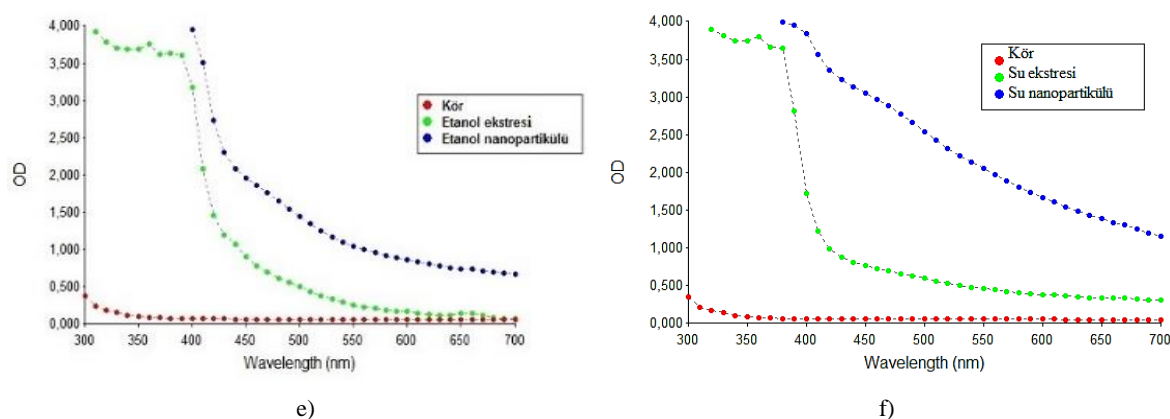 4,000
3,500
3,000
2,500
2,000
1,500
1,000
0,500
0,000
OD
300 350 400 450 500 550 600 650 700
Wavelength (nm)
Kör
Etanol ekstresi
Etanol nanopartikülü
e)
4,000
3,500
3,000
2,500
2,000
1,500
1,000
0,500
0,000
OD
300 350 400 450 500 550 600 650 700
Wavelength (nm)
Kör
Su ekstresi
Su nanopartikülü
f)